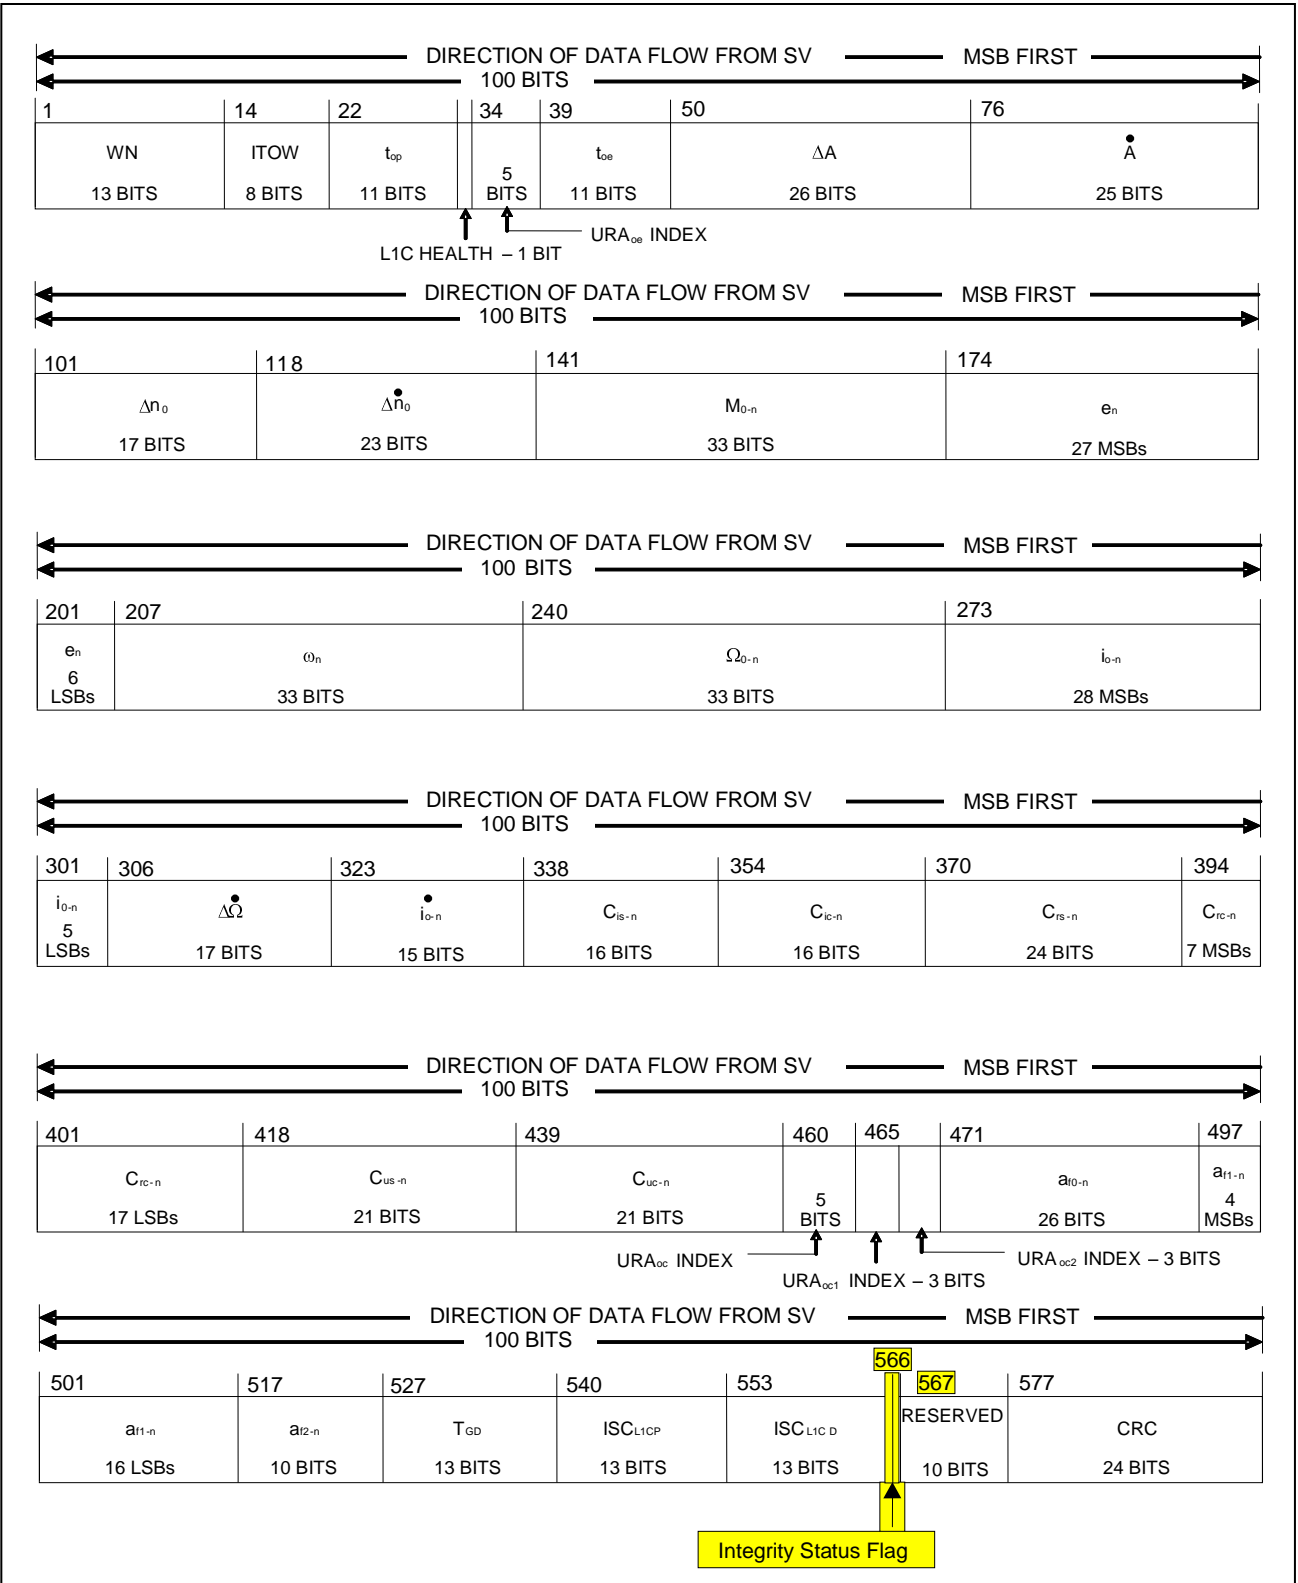 DIRECTION OF DATA FLOW FROM SV MSB FIRST
100 BITS
1 14 22 34 39 50 76
WN ITOW top toe ΔA Ȧ
13 BITS 8 BITS 11 BITS 5 BITS 11 BITS 26 BITS 25 BITS
URAoe INDEX
L1C HEALTH – 1 BIT
DIRECTION OF DATA FLOW FROM SV MSB FIRST
100 BITS
101 118 141 174
Δn0 Δṅ0 M0-n en
17 BITS 23 BITS 33 BITS 27 MSBs
DIRECTION OF DATA FLOW FROM SV MSB FIRST
100 BITS
201 207 240 273
en ωn Ω0-n io-n
6 LSBs 33 BITS 33 BITS 28 MSBs
DIRECTION OF DATA FLOW FROM SV MSB FIRST
100 BITS
301 306 323 338 354 370 394
i0-n ΔΩ̇ i̇o-n Cis-n Cic-n Crs-n Crc-n
5 LSBs 17 BITS 15 BITS 16 BITS 16 BITS 24 BITS 7 MSBs
DIRECTION OF DATA FLOW FROM SV MSB FIRST
100 BITS
401 418 439 460 465 471 497
Crc-n Cus-n Cuc-n af0-n af1-n
17 LSBs 21 BITS 21 BITS 5 BITS 26 BITS 4 MSBs
URAoc INDEX URAoc1 INDEX – 3 BITS URAoc2 INDEX – 3 BITS
DIRECTION OF DATA FLOW FROM SV MSB FIRST
100 BITS
501 517 527 540 553 566 567 577
af1-n af2-n TGD ISCL1CP ISCL1CD RESERVED CRC
16 LSBs 10 BITS 13 BITS 13 BITS 13 BITS 10 BITS 24 BITS
Integrity Status Flag